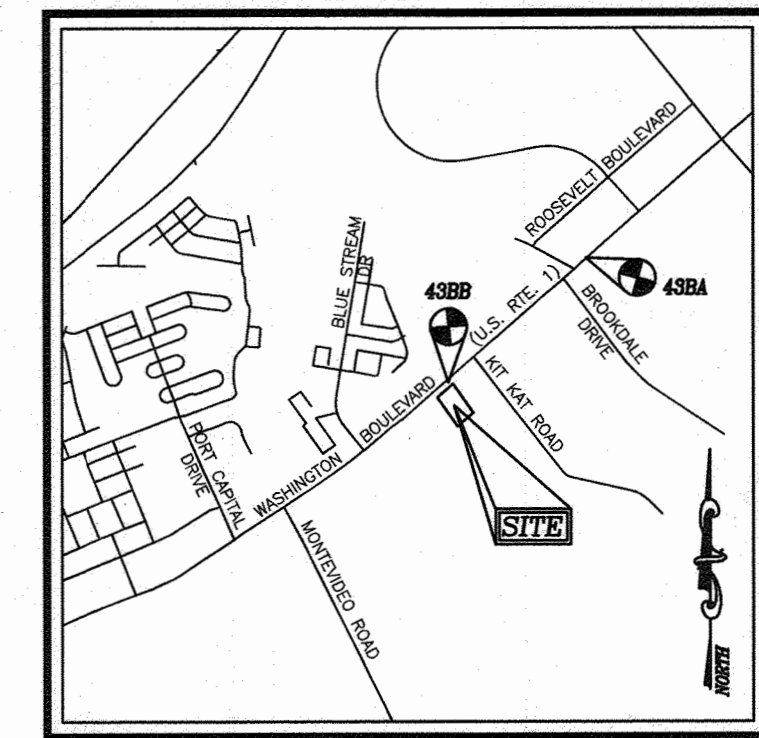 ROOSEVELT BOULEVARD
BLUE STREAM
DR
43BB
(U.S. RTE. 1)
43BA
BROOKDALE
DRIVE
KIT KAT ROAD
WASHINGTON BOULEVARD
PORT CAPITAL
DRIVE
SITE
MONTEVIDEO ROAD
NORTH